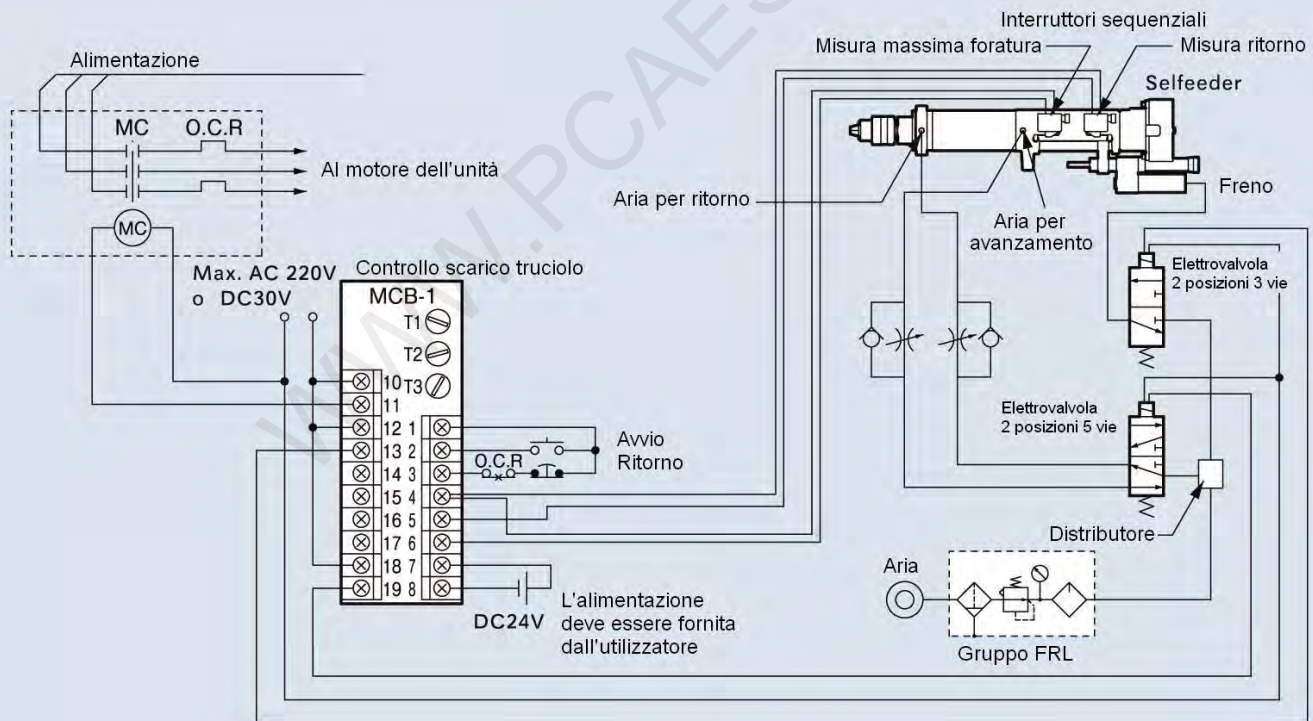 Interruttori sequenziali
Misura massima foratura
Misura ritorno
Alimentazione
Selfeeder
MC
O.C.R
Al motore dell'unità
Aria per ritorno
Aria per
avanzamento
Freno
MC
Max. AC 220V
o DC30V
Controllo scarico truciolo
MCB-1
T1
T2
T3
Elettrovalvola
2 posizioni 3 vie
Elettrovalvola
2 posizioni 5 vie
10
11
12 1
13 2
14 3
15 4
16 5
17 6
18 7
19 8
O.C.R
Avvio
Ritorno
Distributore
Aria
DC24V
L'alimentazione
deve essere fornita
dall'utilizzatore
Gruppo FRL
WWW.PCAES